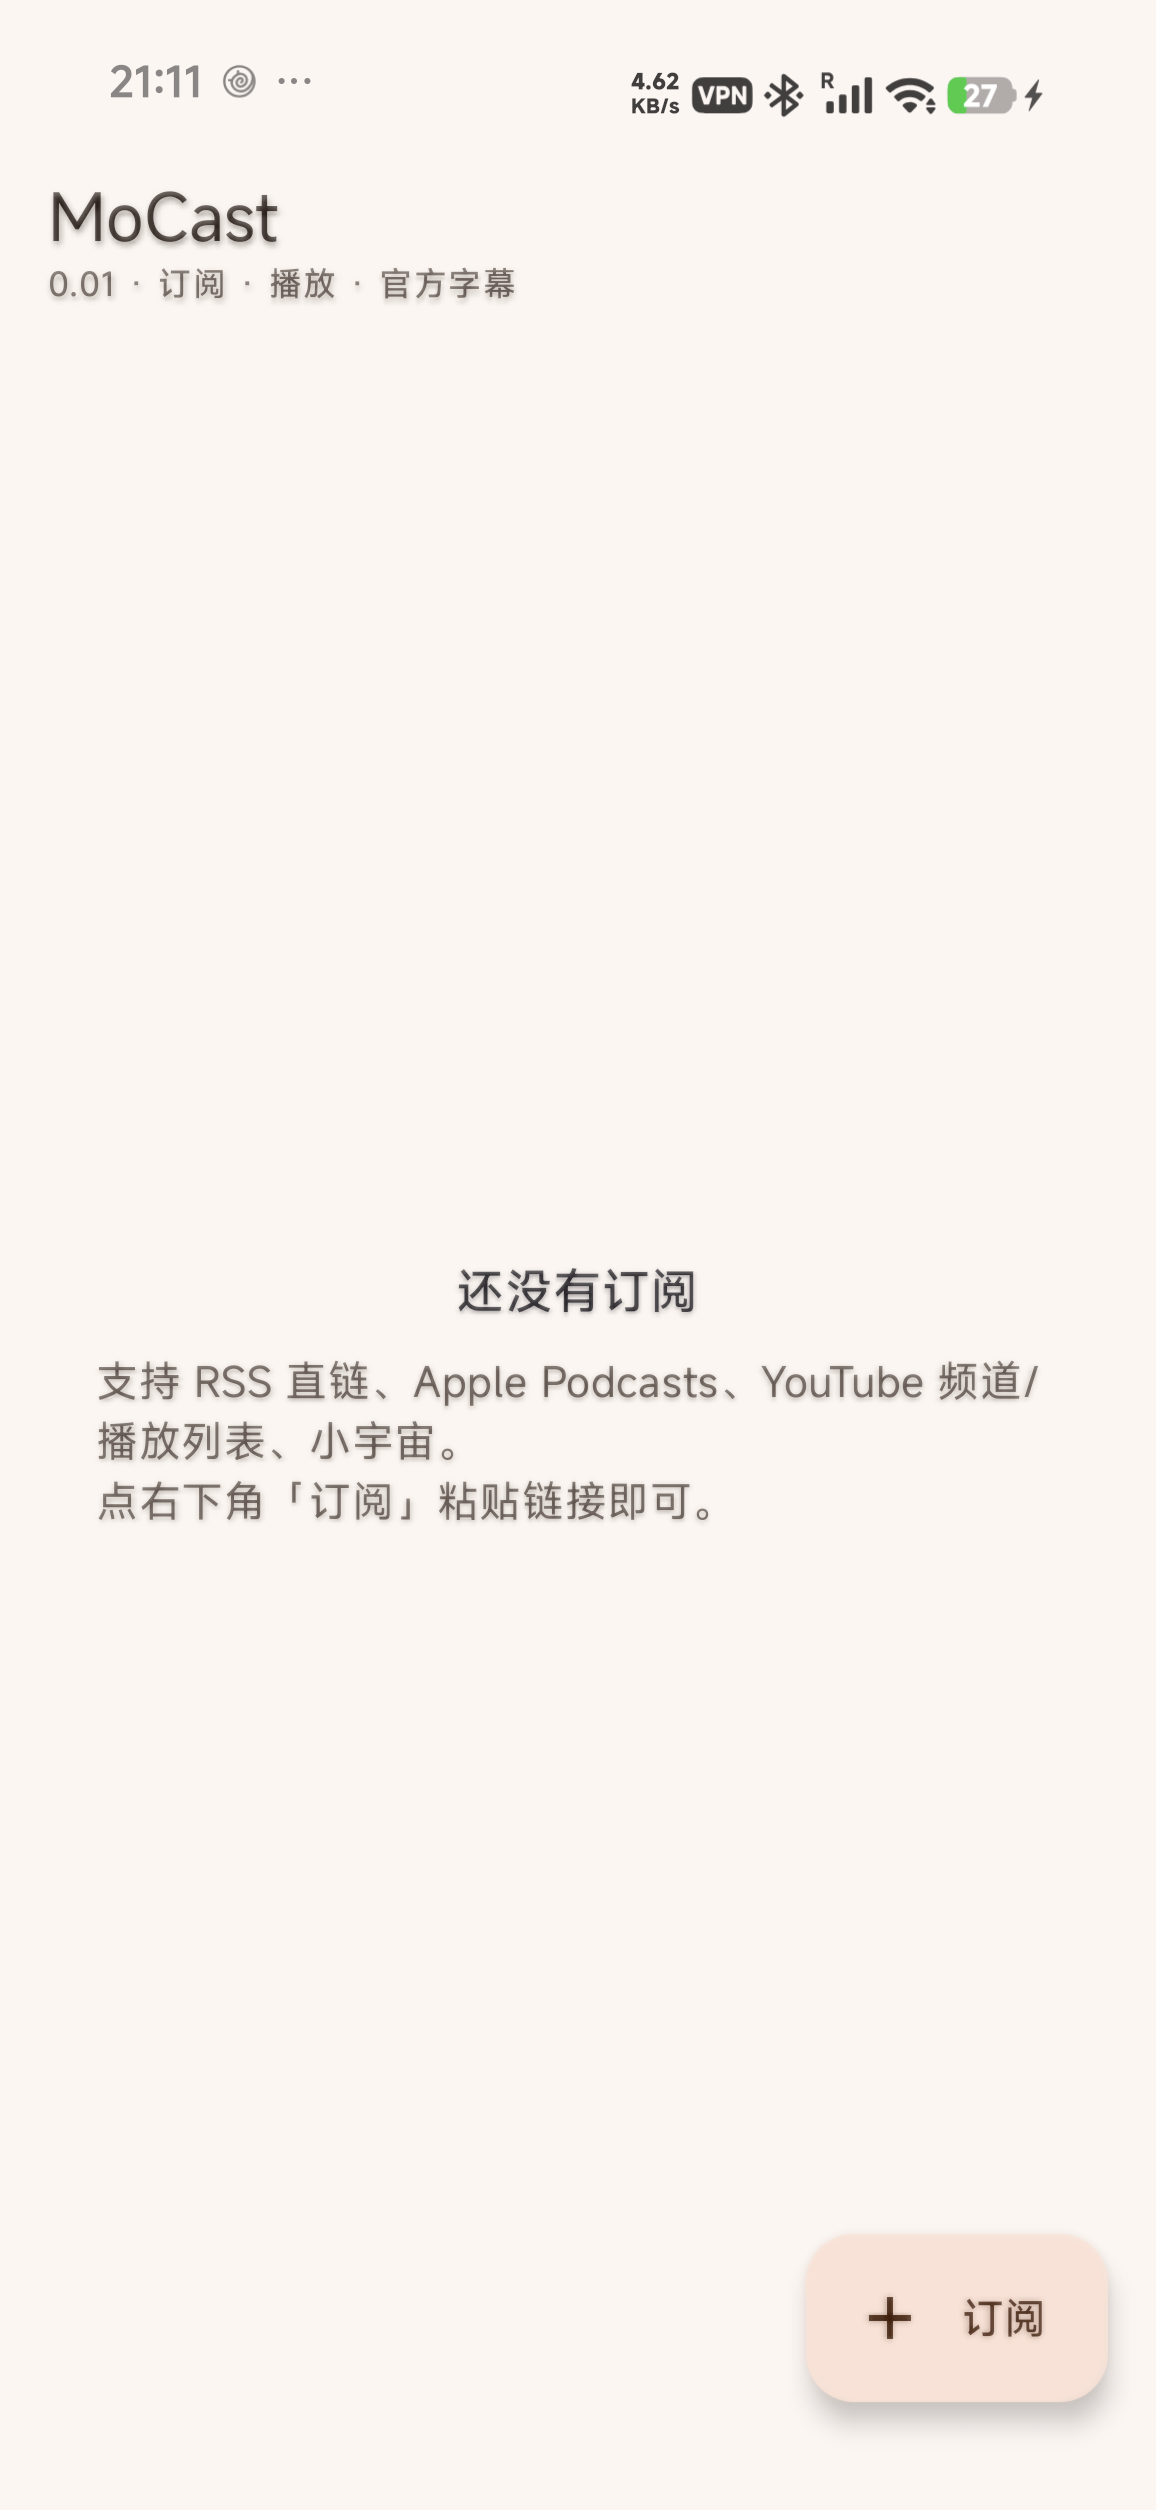 21:11 ...
4.62 KB/s VPN R 27
MoCast
0.01 · 订阅 · 播放 · 官方字幕
还没有订阅
支持 RSS 直链、Apple Podcasts、YouTube 频道/
播放列表、小宇宙。
点右下角「订阅」粘贴链接即可。
+ 订阅